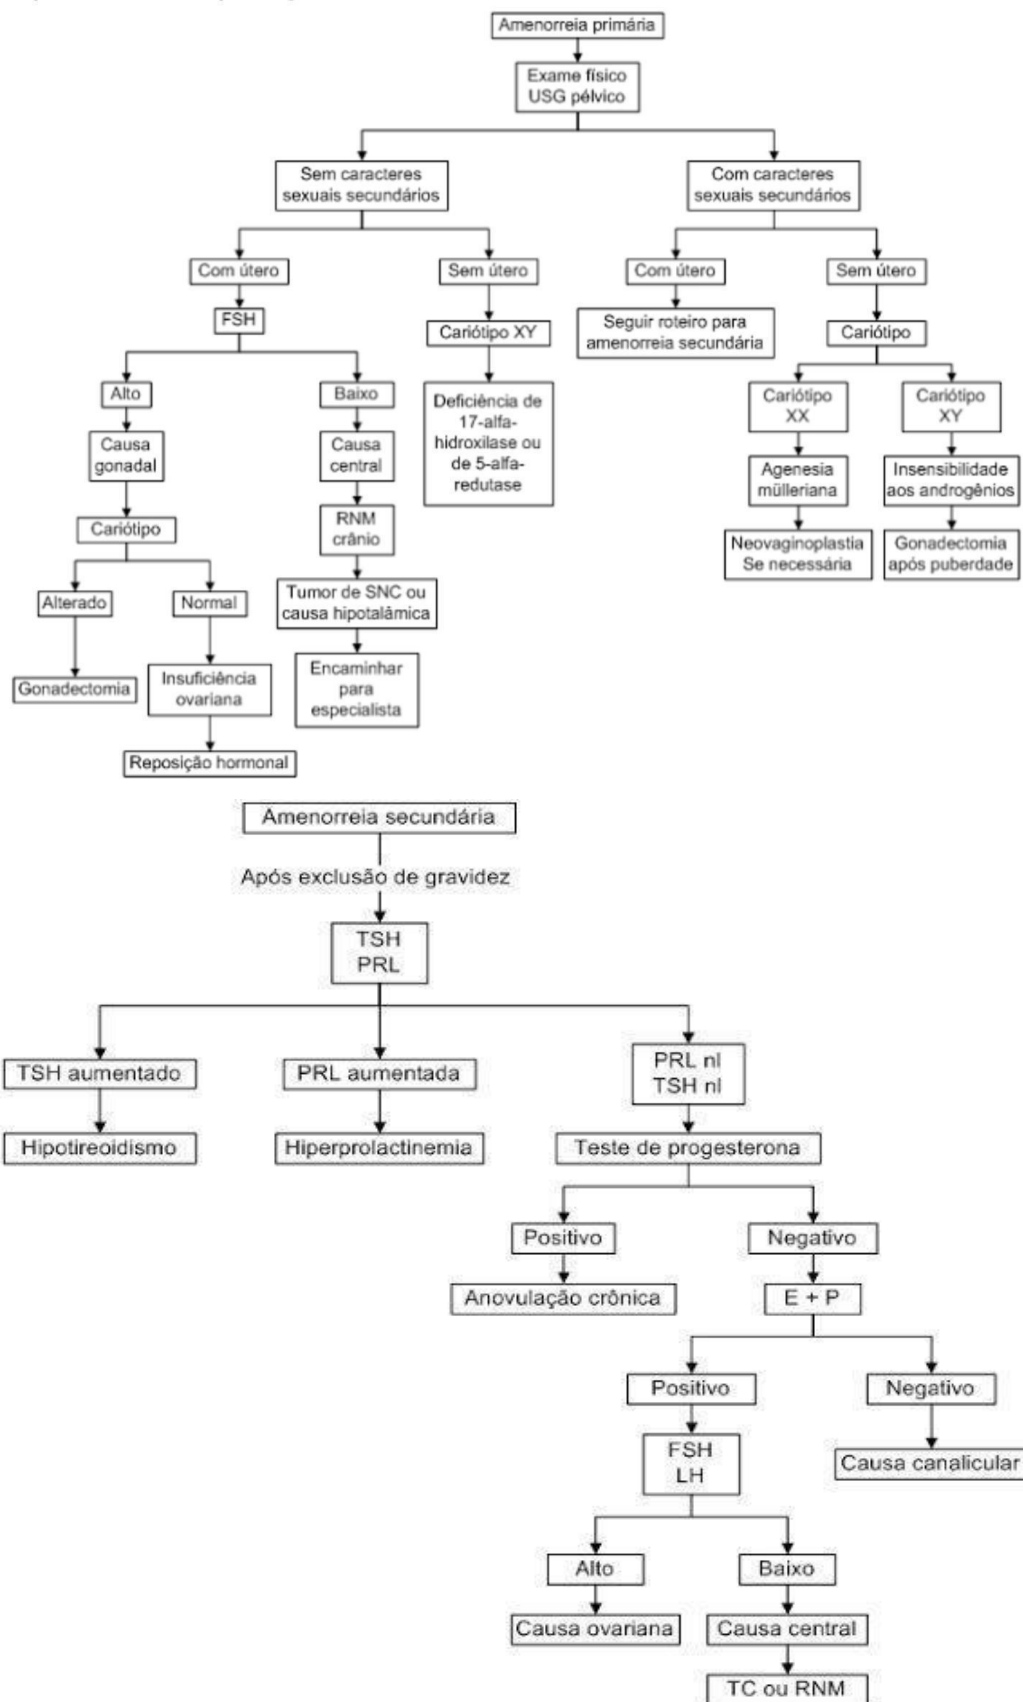 Amenorreia primária
Exame físico
USG pélvico
Sem caracteres
sexuais secundários
Com caracteres
sexuais secundários
Com útero
Sem útero
Com útero
Sem útero
FSH
Cariótipo XY
Seguir roteiro para
amenorreia secundária
Cariótipo
Alto
Baixo
Deficiência de
17-alfa-
hidroxilase ou
de 5-alfa-
redutase
Cariótipo
XX
Cariótipo
XY
Causa
gonadal
Causa
central
Agenesia
mülleriana
Insensibilidade
aos androgênios
Cariótipo
RNM
crânio
Neovaginoplastia
Se necessária
Gonadectomia
após puberdade
Alterado
Normal
Tumor de SNC ou
causa hipotalâmica
Gonadectomia
Insuficiência
ovariana
Encaminhar
para
especialista
Reposição hormonal
Amenorreia secundária
Após exclusão de gravidez
TSH
PRL
TSH aumentado
PRL aumentada
PRL nl
TSH nl
Hipotireoidismo
Hiperprolactinemia
Teste de progesterona
Positivo
Negativo
Anovulação crônica
E + P
Positivo
Negativo
FSH
LH
Causa canalicular
Alto
Baixo
Causa ovariana
Causa central
TC ou RNM